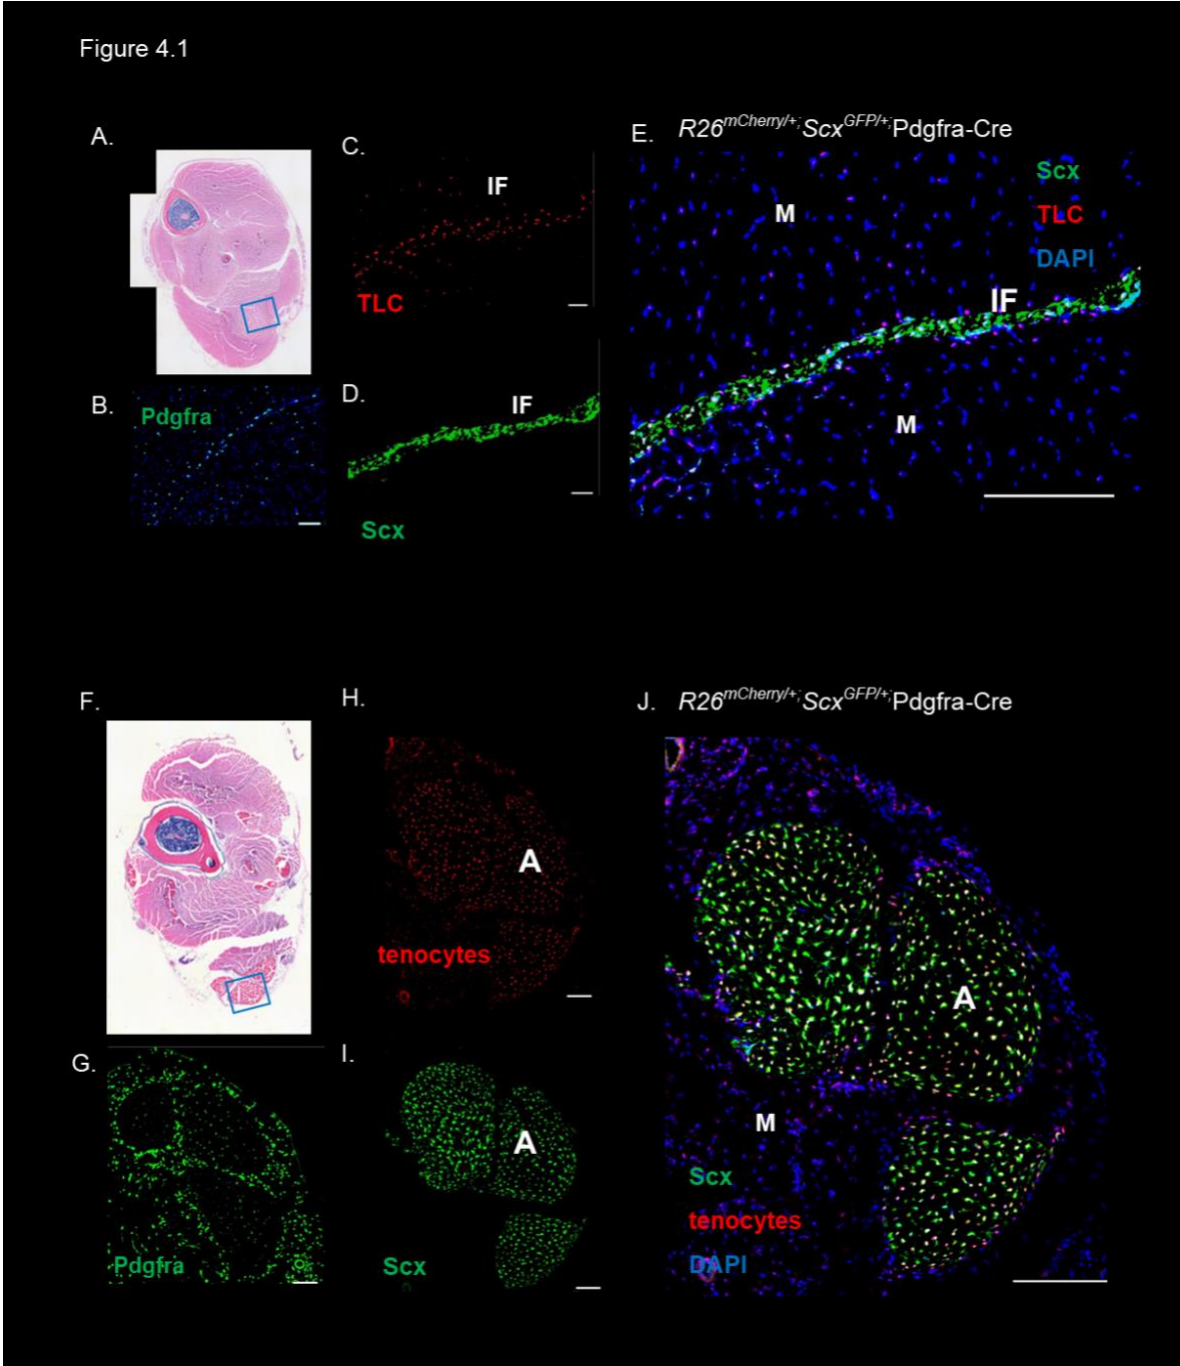 Figure 4.1
A.
B.
Pdgfra
C.
IF
TLC
D.
IF
Scx
E.
R26mCherry/+;ScxGFP/+;Pdgfra-Cre
Scx
TLC
DAPI
M
IF
M
F.
G.
Pdgfra
H.
A
tenocytes
I.
A
Scx
J.
R26mCherry/+;ScxGFP/+;Pdgfra-Cre
A
M
Scx
tenocytes
DAPI